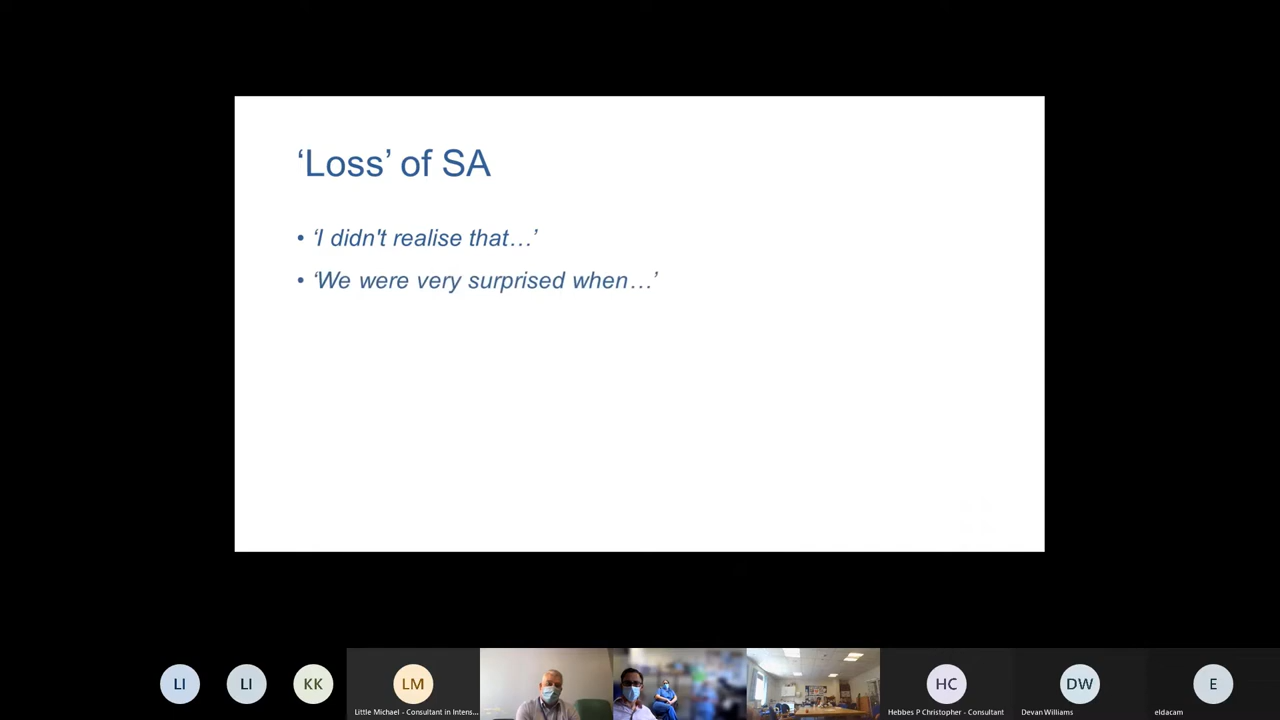 ‘Loss’ of SA
• ‘I didn't realise that…’
• ‘We were very surprised when…’
LI
LI
KK
LM
HC
DW
E
Little Michael - Consultant in Intens...
Hebbes P Christopher - Consultant
Devan Williams
eldacam